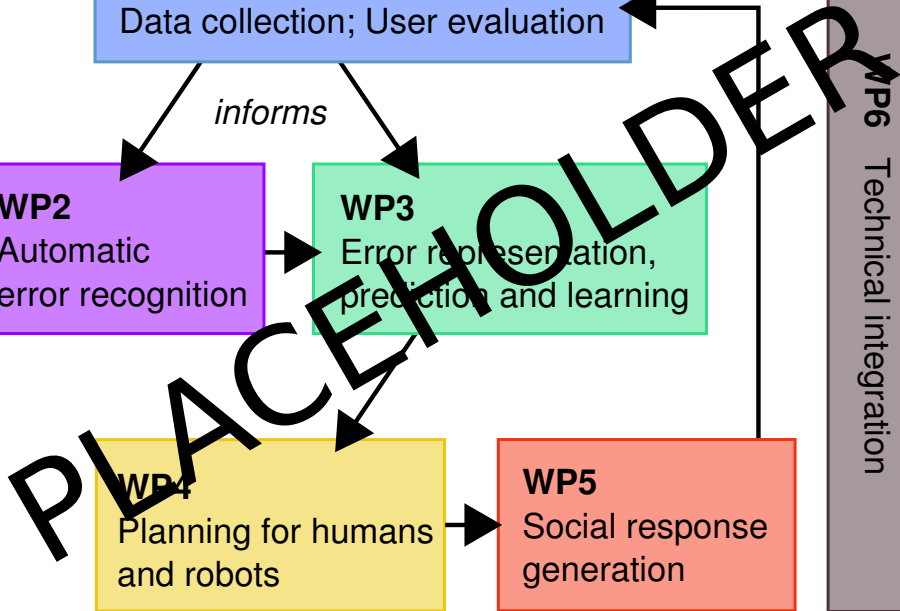 Data collection; User evaluation
informs
WP2
Automatic
error recognition
WP3
Error representation,
prediction and learning
WP4
Planning for humans
and robots
WP5
Social response
generation
WP6 Technical integration
PLACEHOLDER